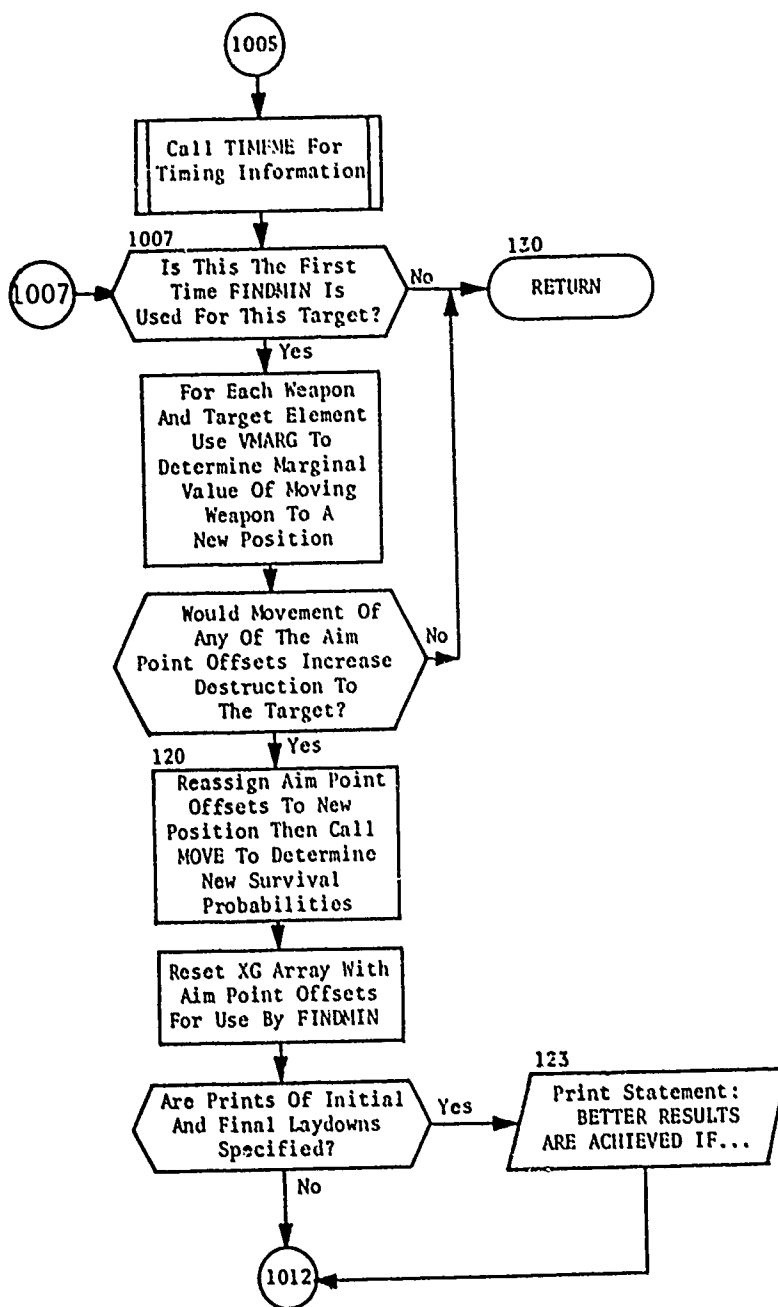 1005
Call TIMEME For
Timing Information
1007
1007
Is This The First
Time FINDMIN Is
Used For This Target?
No
130
RETURN
Yes
For Each Weapon
And Target Element
Use VMARG To
Determine Marginal
Value Of Moving
Weapon To A
New Position
Would Movement Of
Any Of The Aim
Point Offsets Increase
Destruction To
The Target?
No
Yes
120
Reassign Aim Point
Offsets To New
Position Then Call
MOVE To Determine
New Survival
Probabilities
Reset XG Array With
Aim Point Offsets
For Use By FINDMIN
Are Prints Of Initial
And Final Laydowns
Specified?
Yes
123
Print Statement:
BETTER RESULTS
ARE ACHIEVED IF...
No
1012